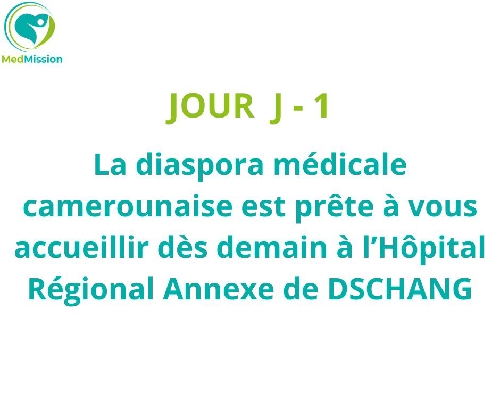 MedMission
JOUR J - 1
La diaspora médicale
camerounaise est prête à vous
accueillir dès demain à l’Hôpital
Régional Annexe de DSCHANG